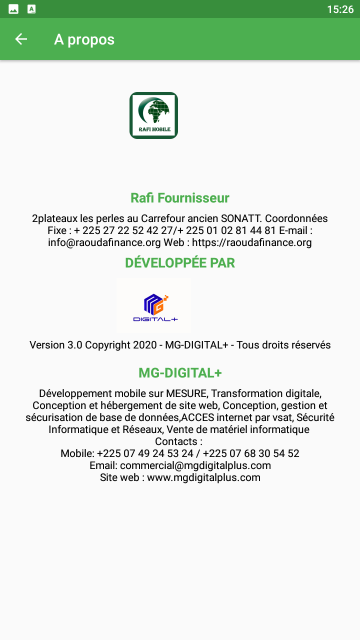 15:26
A propos
RAFI MOBILE
Rafi Fournisseur
2plateaux les perles au Carrefour ancien SONATT. Coordonnées
Fixe : + 225 27 22 52 42 27/+ 225 01 02 81 44 81 E-mail :
info@raoudafinance.org Web : https://raoudafinance.org
DÉVELOPPÉE PAR
DIGITAL+
Version 3.0 Copyright 2020 - MG-DIGITAL+ - Tous droits réservés
MG-DIGITAL+
Développement mobile sur MESURE, Transformation digitale,
Conception et hébergement de site web, Conception, gestion et
sécurisation de base de données,ACCES internet par vsat, Sécurité
Informatique et Réseaux, Vente de matériel informatique
Contacts :
Mobile: +225 07 49 24 53 24 / +225 07 68 30 54 52
Email: commercial@mgdigitalplus.com
Site web : www.mgdigitalplus.com